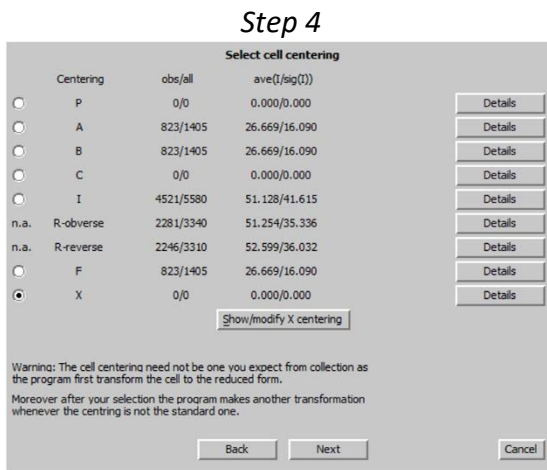 Step 4
Select cell centering
Centering obs/all ave(I/sig(I))
P 0/0 0.000/0.000 Details
A 823/1405 26.669/16.090 Details
B 823/1405 26.669/16.090 Details
C 0/0 0.000/0.000 Details
I 4521/5580 51.128/41.615 Details
n.a. R-obverse 2281/3340 51.254/35.336 Details
n.a. R-reverse 2246/3310 52.599/36.032 Details
F 823/1405 26.669/16.090 Details
X 0/0 0.000/0.000 Details
Show/modify X centering
Warning: The cell centering need not be one you expect from collection as
the program first transform the cell to the reduced form.
Moreover after your selection the program makes another transformation
whenever the centring is not the standard one.
Back Next Cancel